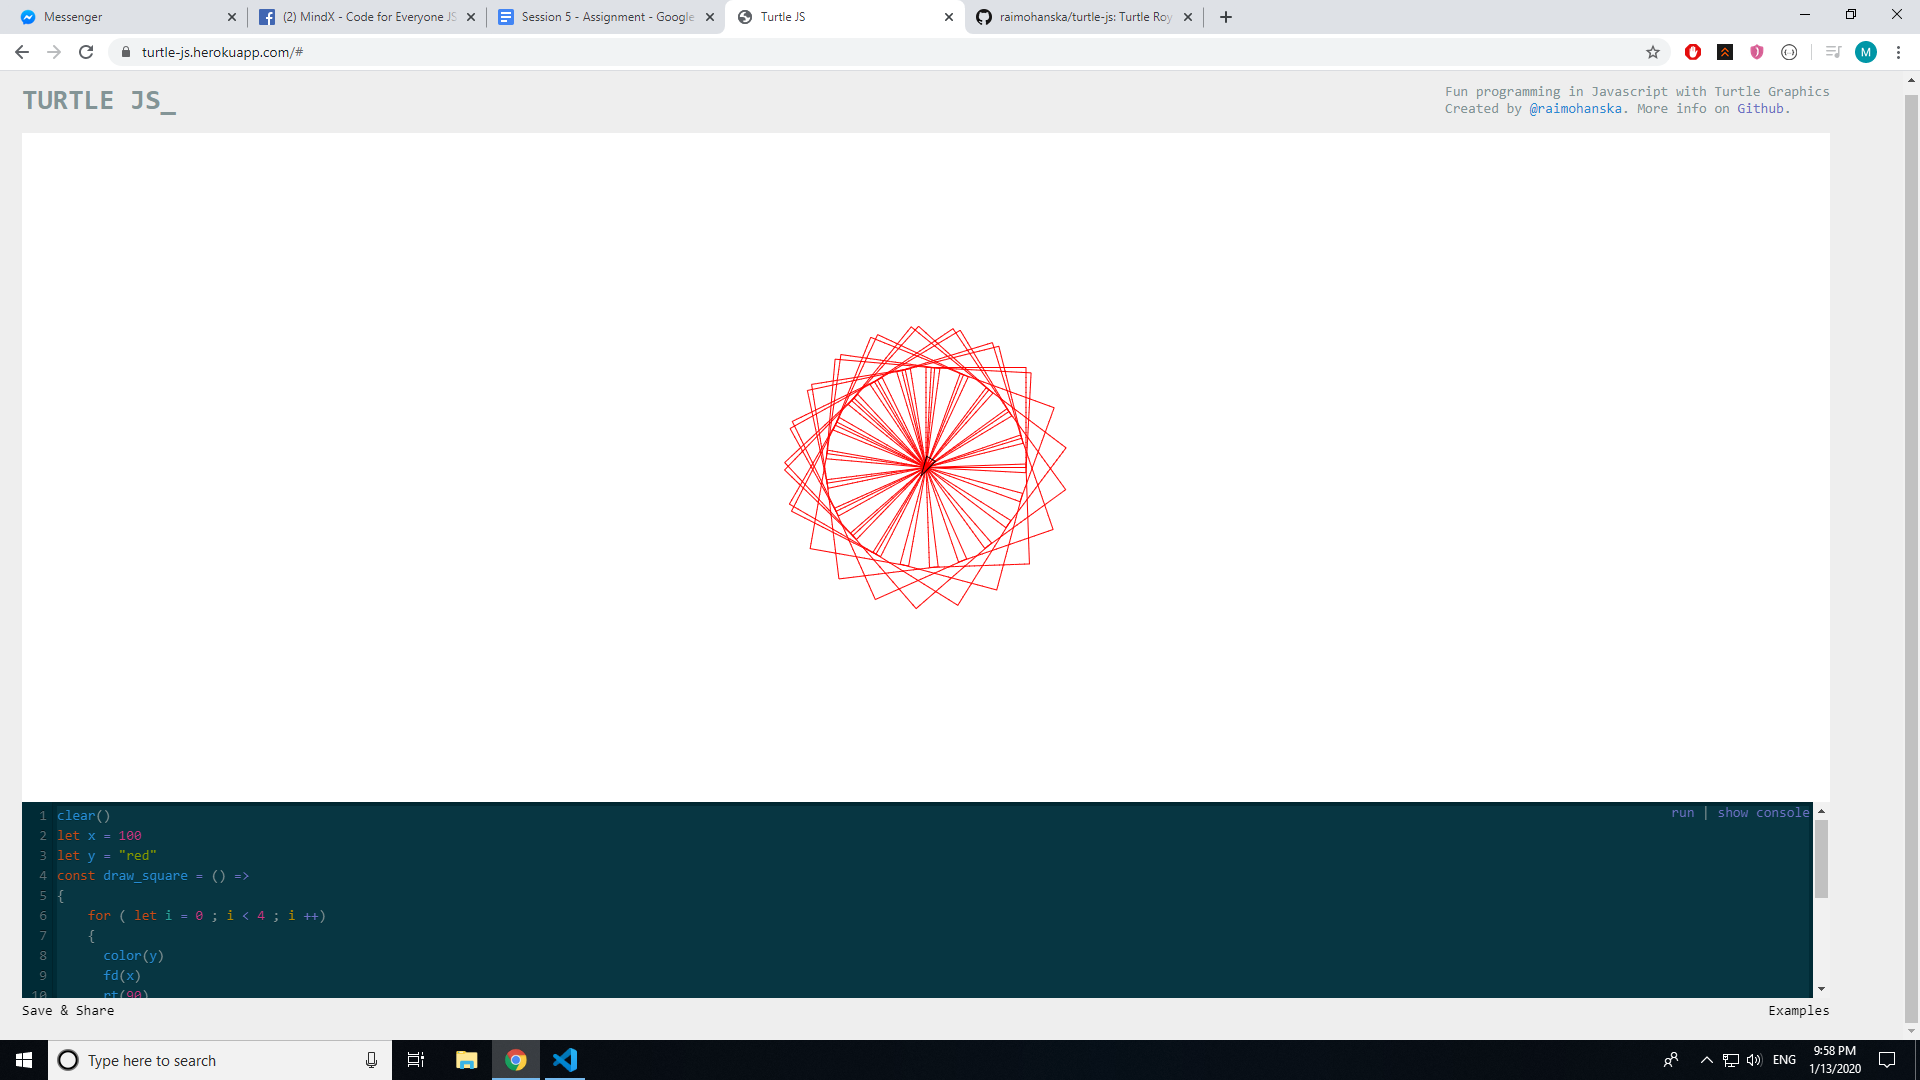 Messenger
(2) MindX - Code for Everyone JS
Session 5 - Assignment - Google
Turtle JS
raimohanska/turtle-js: Turtle Roy
turtle-js.herokuapp.com/#
M
TURTLE JS_
Fun programming in Javascript with Turtle Graphics
Created by @raimohanska. More info on Github.
run | show console
1 clear()
2 let x = 100
3 let y = "red"
4 const draw_square = () =>
5 {
6 for ( let i = 0 ; i < 4 ; i ++)
7 {
8 color(y)
9 fd(x)
10 rt(90)
Save & Share
Examples
Type here to search
ENG
9:58 PM
1/13/2020